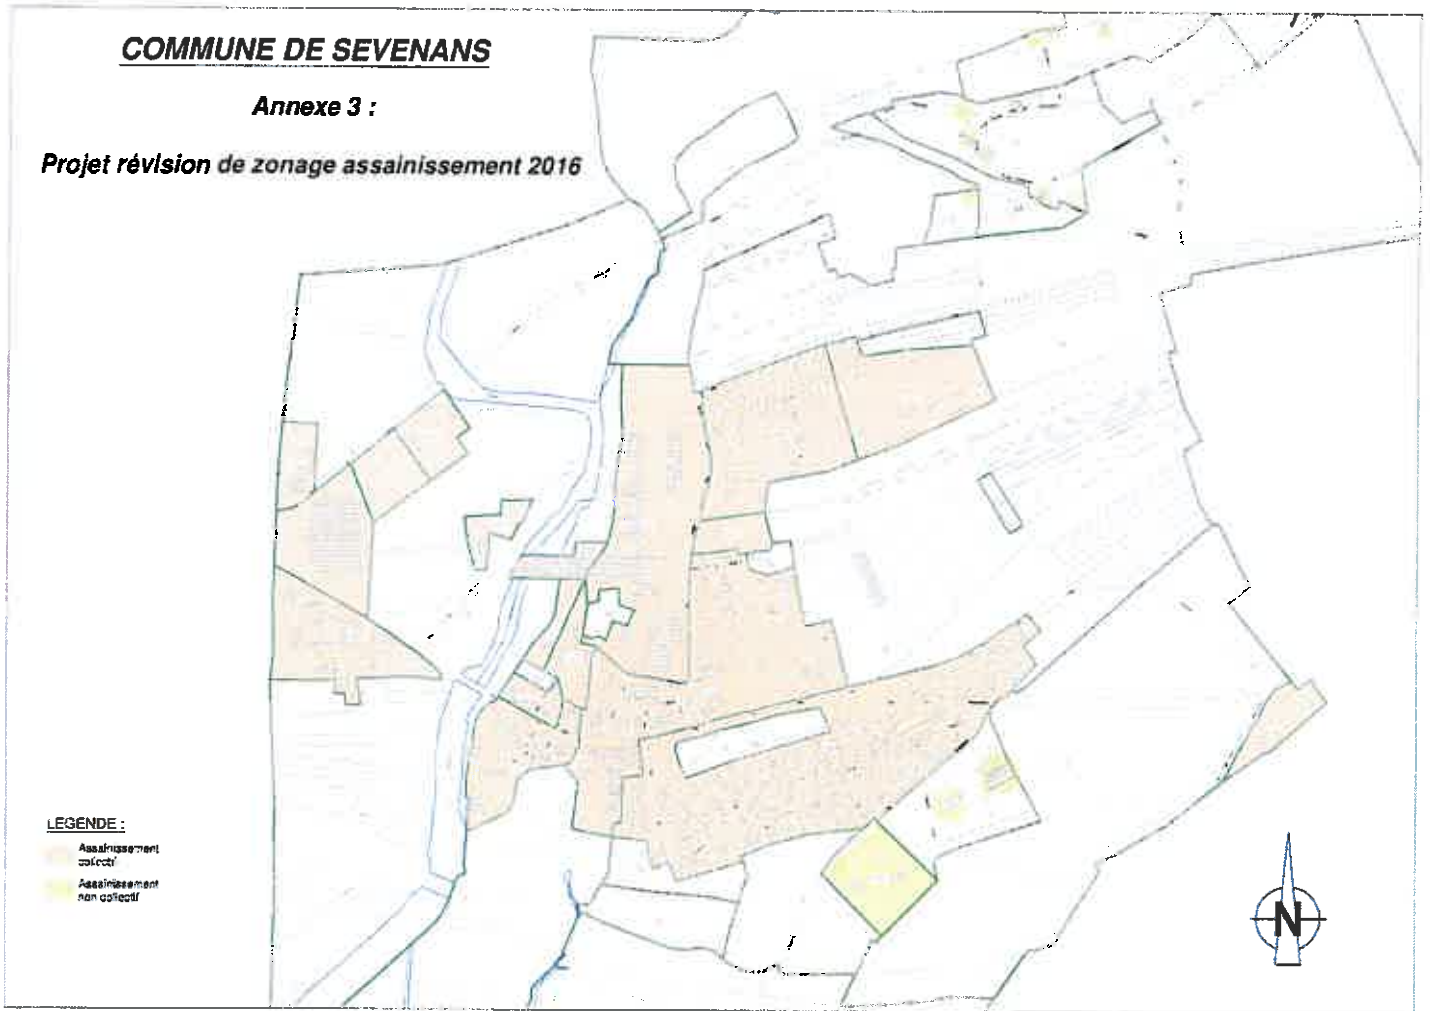 COMMUNE DE SEVENANS
Annexe 3 :
Projet révision de zonage assainissement 2016
LEGENDE :
Assainissement
collectif
Assainissement
non collectif
N